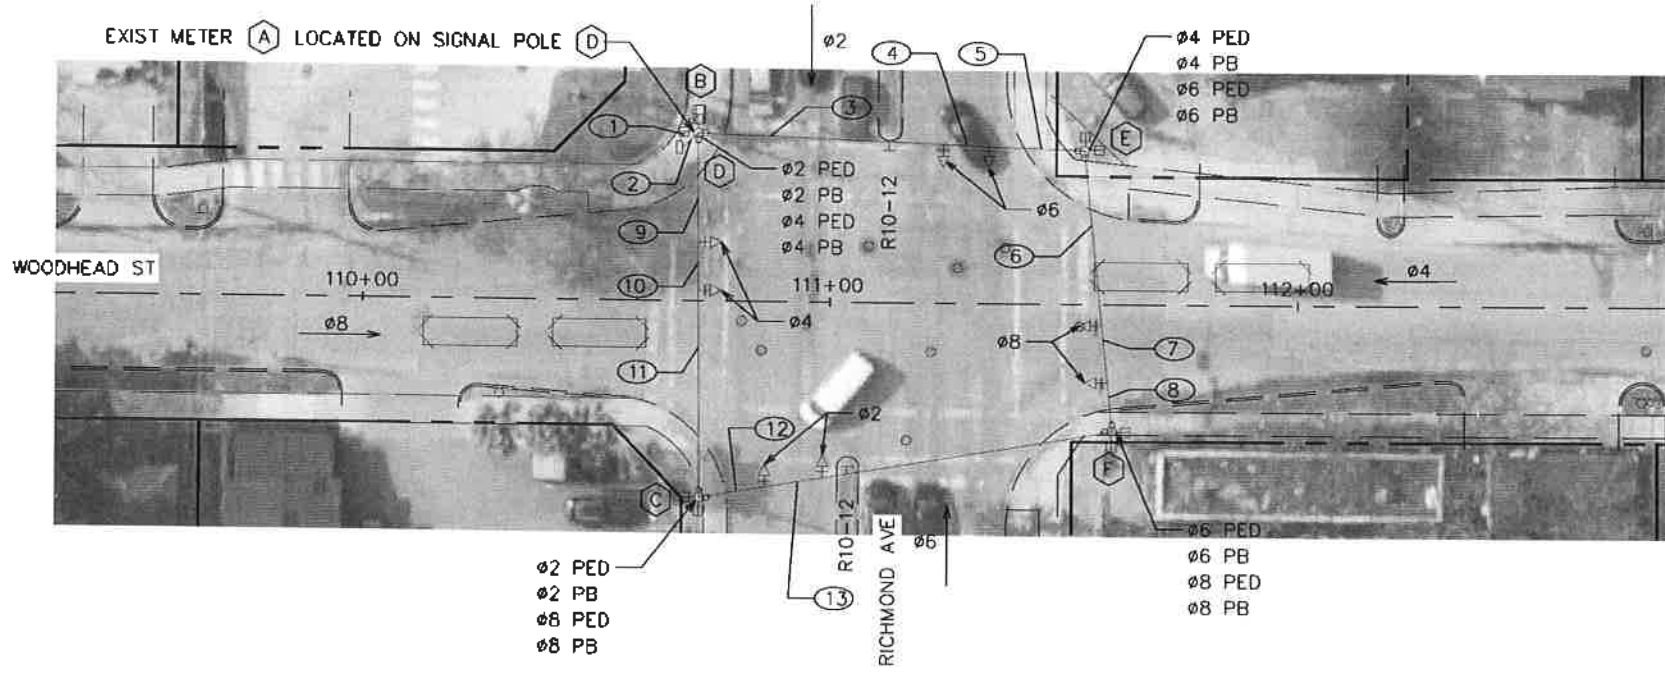 EXIST METER A LOCATED ON SIGNAL POLE D
ø2
4
5
ø4 PED
ø4 PB
ø6 PED
ø6 PB
B
3
1
E
2
D
ø2 PED
ø2 PB
ø4 PED
ø4 PB
R10-12
ø6
9
6
WOODHEAD ST
10
110+00
111+00
112+00
ø4
ø8
ø4
ø8
7
11
8
ø2
12
C
F
R10-12
ø6
RICHMOND AVE
13
ø2 PED
ø2 PB
ø8 PED
ø8 PB
ø6 PED
ø6 PB
ø8 PED
ø8 PB